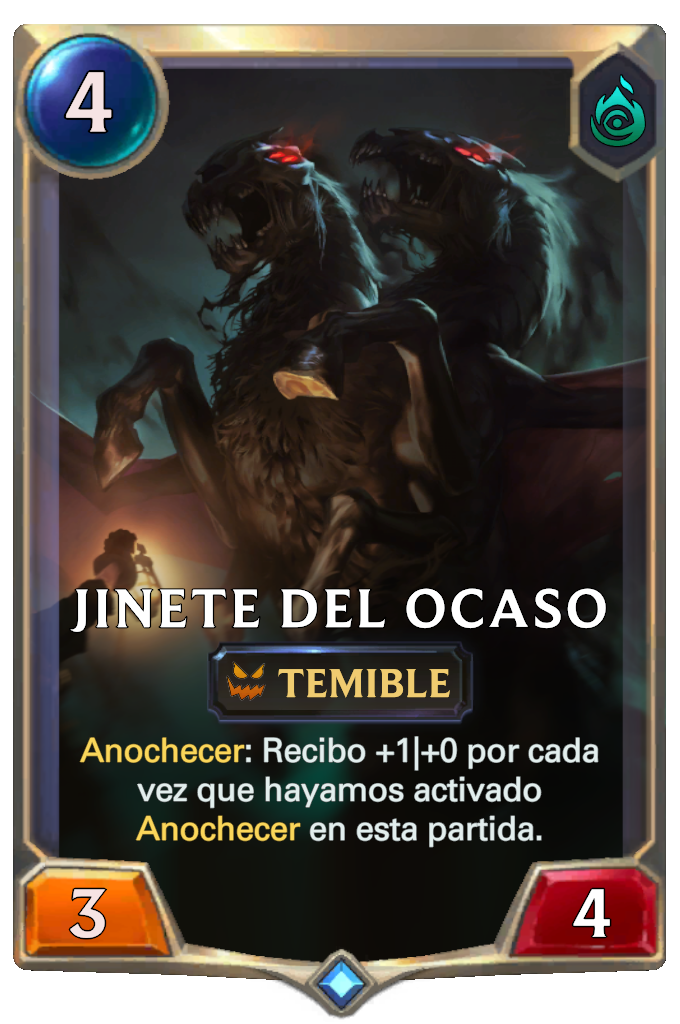 4
JINETE DEL OCASO
TEMIBLE
Anochecer: Recibo +1|+0 por cada
vez que hayamos activado
Anochecer en esta partida.
3
4